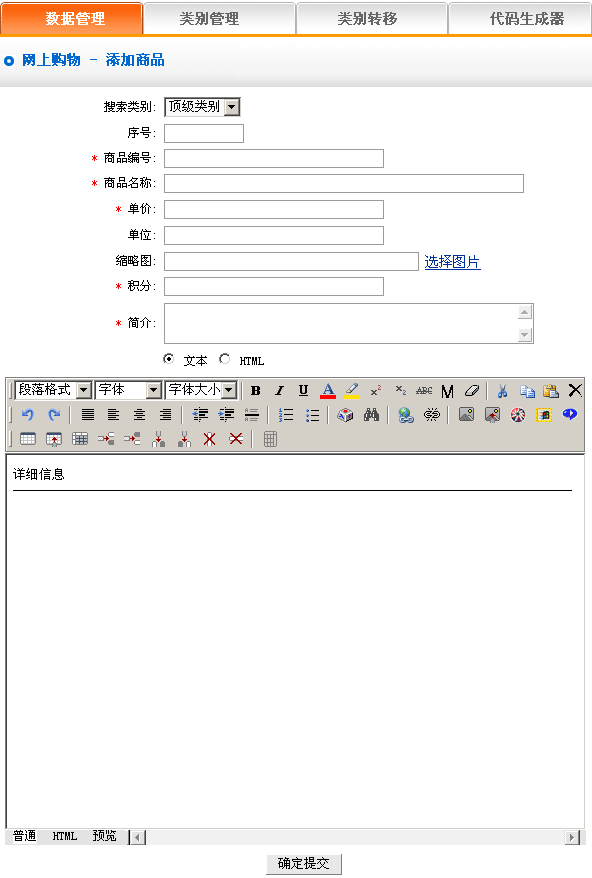 数据管理 类别管理 类别转移 代码生成器
网上购物 - 添加商品
搜索类别: 顶级类别
序号:
* 商品编号:
* 商品名称:
* 单价:
单位:
缩略图: 选择图片
* 积分:
* 简介:
文本 HTML
段落格式 字体 字体大小 B I U A x² x₂ ABC M
详细信息
普通 HTML 预览
确定提交